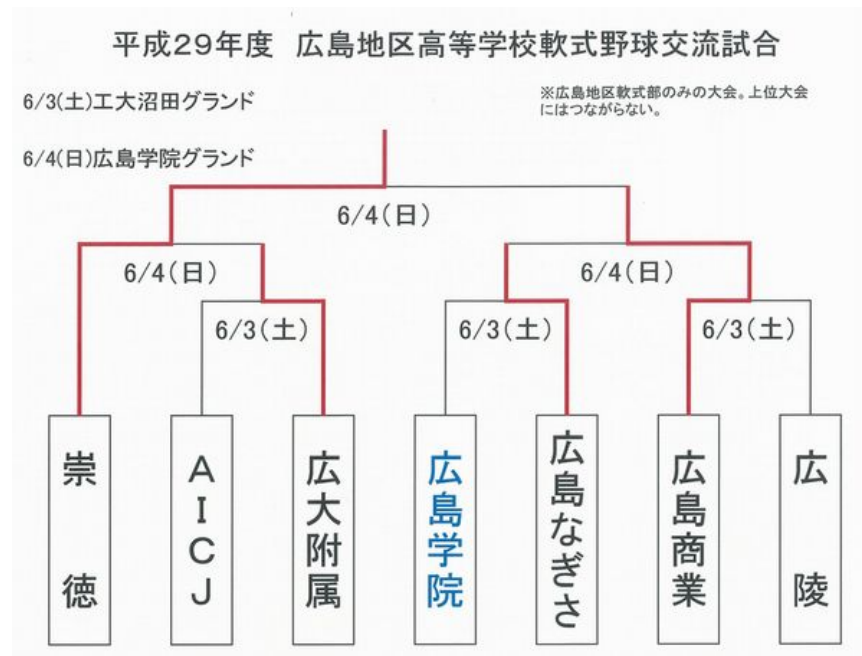 平成29年度 広島地区高等学校軟式野球交流試合
6/3(土)工大沼田グランド
※広島地区軟式部のみの大会。上位大会
にはつながらない。
6/4(日)広島学院グランド
6/4(日)
6/4(日)
6/4(日)
6/3(土)
6/3(土)
6/3(土)
崇徳
AICJ
広大附属
広島学院
広島なぎさ
広島商業
広陵